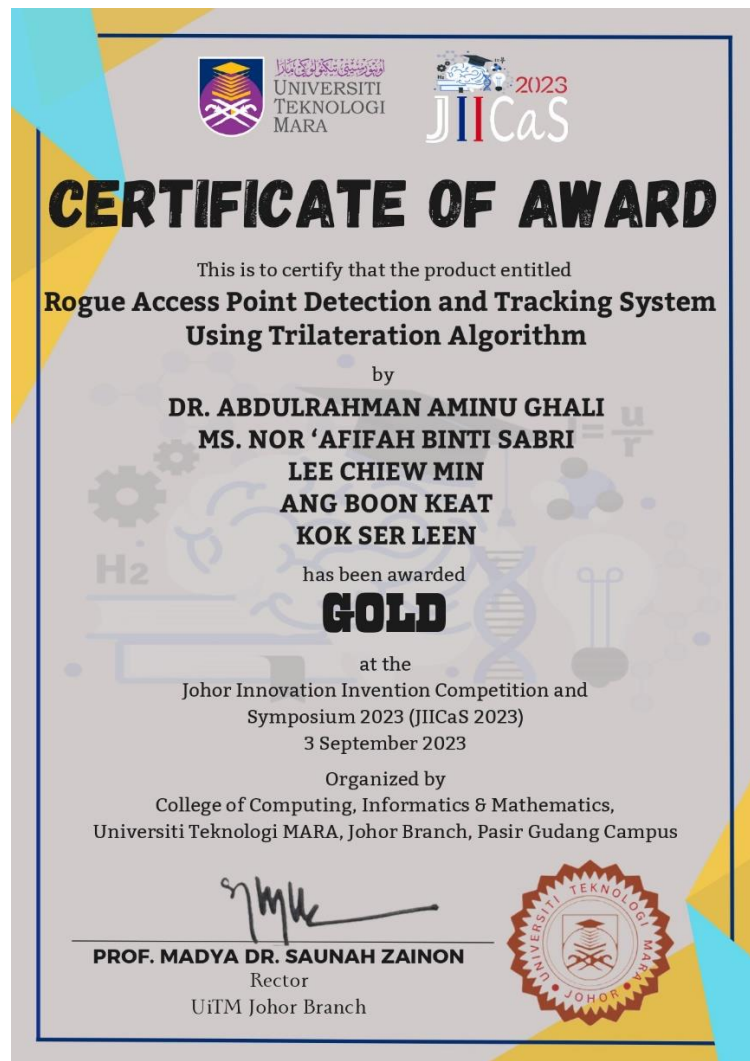 اونيۏرسيتي تيكنولوݢي مارا
UNIVERSITI
TEKNOLOGI
MARA
2023
JIICaS
CERTIFICATE OF AWARD
This is to certify that the product entitled
Rogue Access Point Detection and Tracking System
Using Trilateration Algorithm
by
DR. ABDULRAHMAN AMINU GHALI
MS. NOR ‘AFIFAH BINTI SABRI
LEE CHIEW MIN
ANG BOON KEAT
KOK SER LEEN
has been awarded
GOLD
at the
Johor Innovation Invention Competition and
Symposium 2023 (JIICaS 2023)
3 September 2023
Organized by
College of Computing, Informatics & Mathematics,
Universiti Teknologi MARA, Johor Branch, Pasir Gudang Campus
PROF. MADYA DR. SAUNAH ZAINON
Rector
UiTM Johor Branch
UNIVERSITI TEKNOLOGI MARA
JOHOR
H2
I = u/r